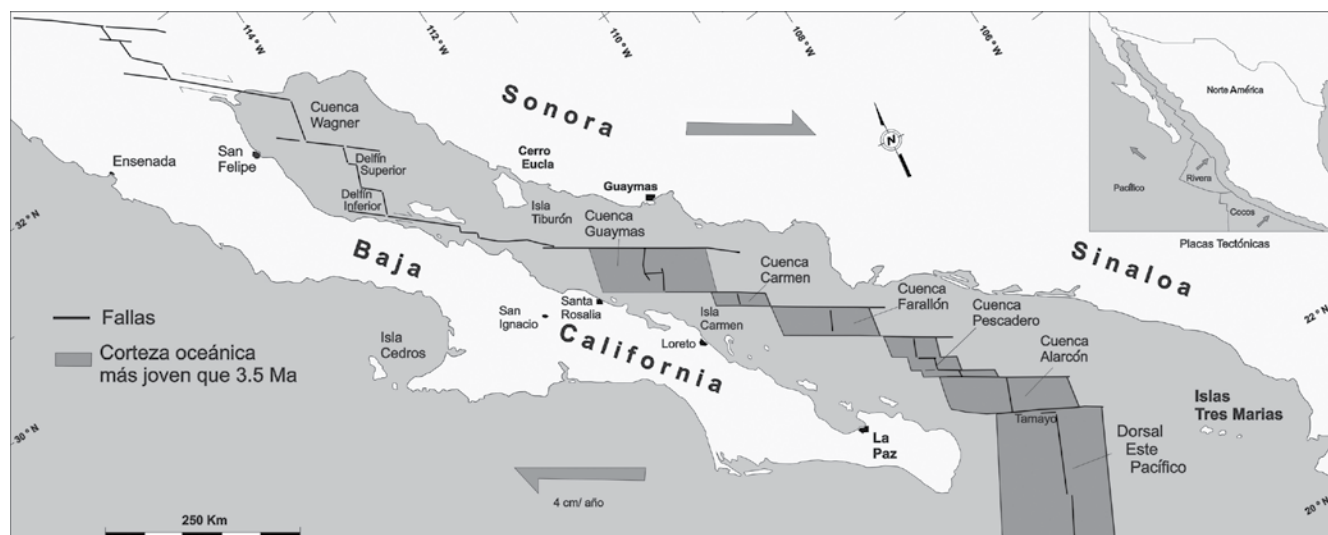 114 ° W
112 ° W
110 ° W
108 ° W
106 ° W
Sonora
Norte América
Pacífico
Rivera
Cocos
Placas Tectónicas
N
Cuenca
Wagner
Ensenada
San
Felipe
Delfín
Superior
Delfín
Inferior
Cerro
Eucla
Isla
Tiburón
Guaymas
Cuenca
Guaymas
32 ° N
Baja
California
Sinaloa
Cuenca
Carmen
Cuenca
Farallón
Cuenca
Pescadero
Cuenca
Alarcón
22 ° N
Fallas
Corteza oceánica
más joven que 3.5 Ma
Isla
Cedros
San
Ignacio
Santa
Rosalia
Isla
Carmen
Loreto
La
Paz
Tamayo
Dorsal
Este
Pacífico
Islas
Tres Marias
30 ° N
20 ° N
4 cm/ año
250 Km